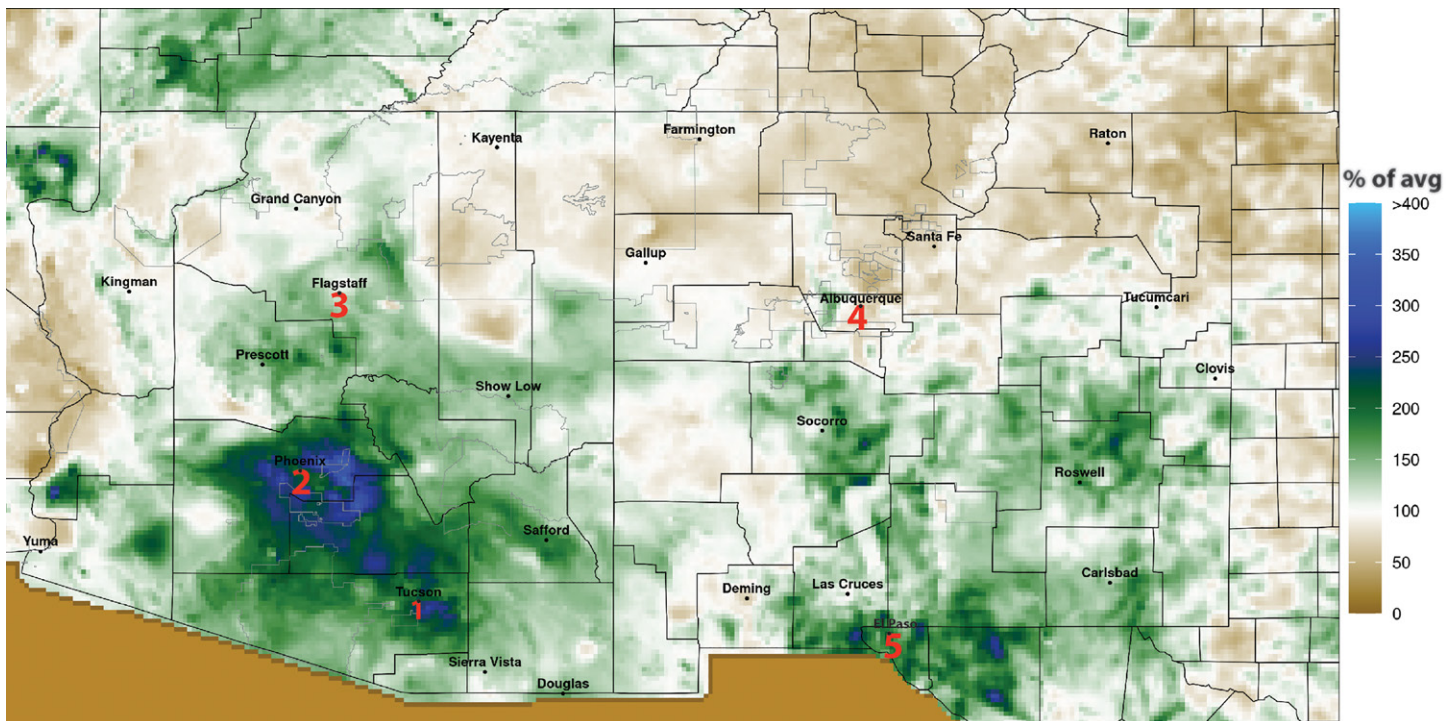 % of avg
>400
350
300
250
200
150
100
50
0
Kayenta
Farmington
Raton
Grand Canyon
Santa Fe
Gallup
Kingman
Flagstaff
3
Albuquerque
4
Tucumcari
Prescott
Show Low
Clovis
Socorro
Phoenix
2
Roswell
Safford
Yuma
Carlsbad
Deming
Las Cruces
Tucson
1
El Paso
5
Sierra Vista
Douglas